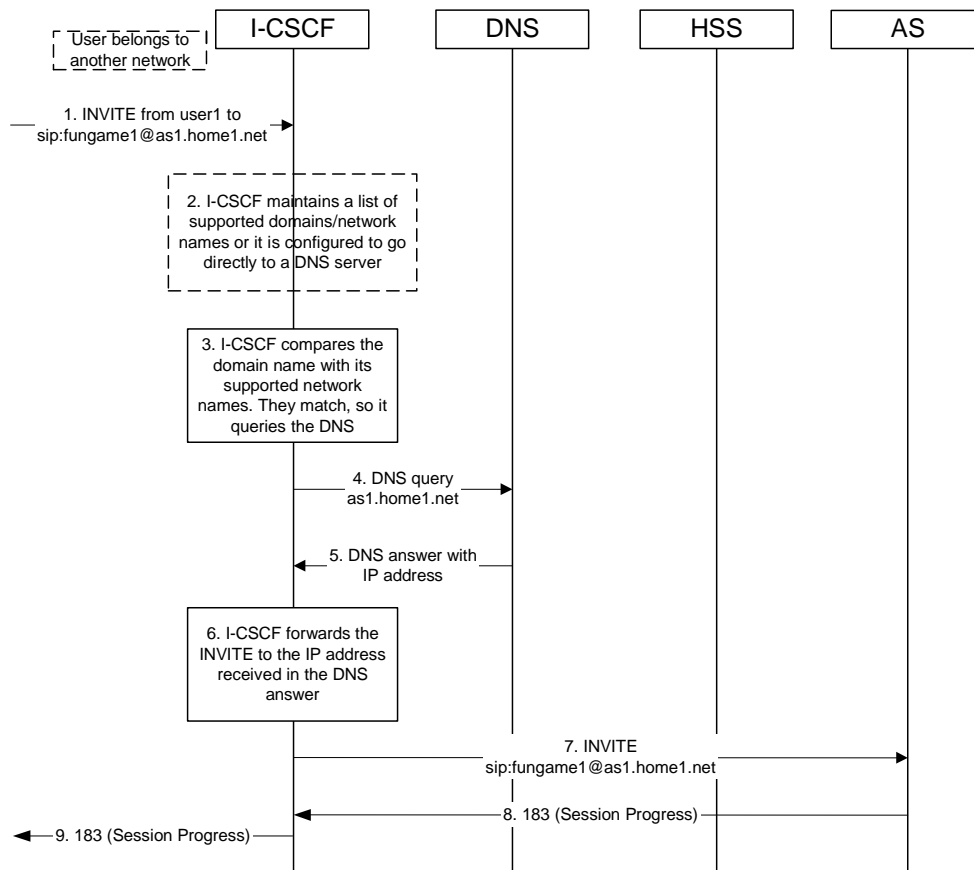 I-CSCF
DNS
HSS
AS
User belongs to
another network
1. INVITE from user1 to
sip:fungame1@as1.home1.net
2. I-CSCF maintains a list of
supported domains/network
names or it is configured to go
directly to a DNS server
3. I-CSCF compares the
domain name with its
supported network
names. They match, so it
queries the DNS
4. DNS query
as1.home1.net
5. DNS answer with
IP address
6. I-CSCF forwards the
INVITE to the IP address
received in the DNS
answer
7. INVITE
sip:fungame1@as1.home1.net
8. 183 (Session Progress)
9. 183 (Session Progress)